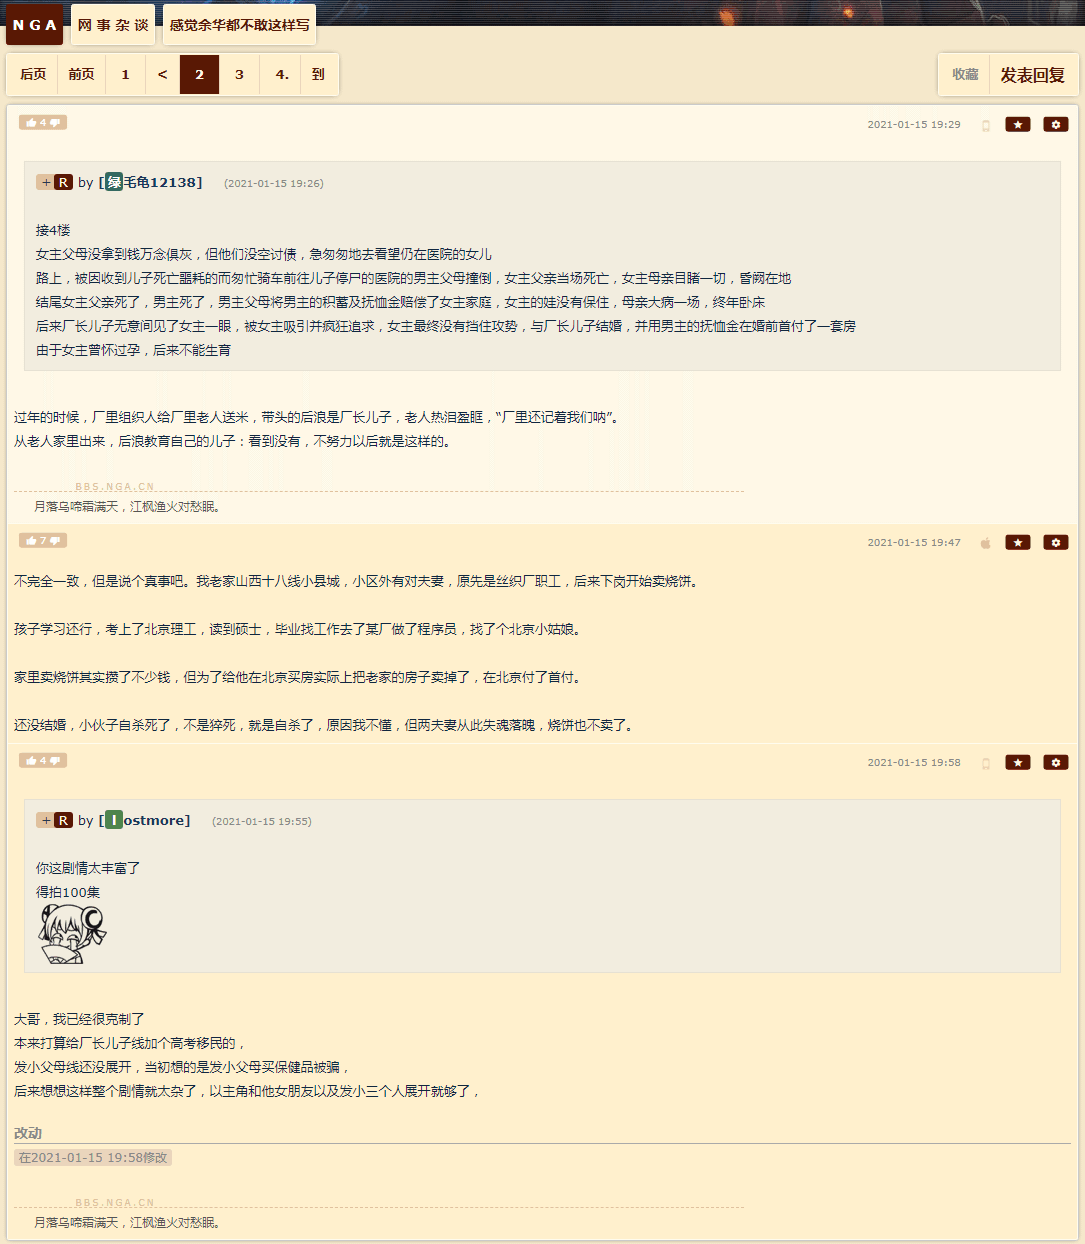 NGA 网事杂谈 感觉余华都不敢这样写
后页 前页 1 < 2 3 4. 到 收藏 发表回复
4 2021-01-15 19:29
+ R by [绿毛龟12138] (2021-01-15 19:26)
接4楼
女主父母没拿到钱万念俱灰，但他们没空讨债，急匆匆地去看望仍在医院的女儿
路上，被因收到儿子死亡噩耗的而匆忙骑车前往儿子停尸的医院的男主父母撞倒，女主父亲当场死亡，女主母亲目睹一切，昏阙在地
结尾女主父亲死了，男主死了，男主父母将男主的积蓄及抚恤金赔偿了女主家庭，女主的娃没有保住，母亲大病一场，终年卧床
后来厂长儿子无意间见了女主一眼，被女主吸引并疯狂追求，女主最终没有挡住攻势，与厂长儿子结婚，并用男主的抚恤金在婚前首付了一套房
由于女主曾怀过孕，后来不能生育
过年的时候，厂里组织人给厂里老人送米，带头的后浪是厂长儿子，老人热泪盈眶，“厂里还记着我们呐”。
从老人家里出来，后浪教育自己的儿子：看到没有，不努力以后就是这样的。
BBS.NGA.CN
月落乌啼霜满天，江枫渔火对愁眠。
7 2021-01-15 19:47
不完全一致，但是说个真事吧。我老家山西十八线小县城，小区外有对夫妻，原先是丝织厂职工，后来下岗开始卖烧饼。
孩子学习还行，考上了北京理工，读到硕士，毕业找工作去了某厂做了程序员，找了个北京小姑娘。
家里卖烧饼其实攒了不少钱，但为了给他在北京买房实际上把老家的房子卖掉了，在北京付了首付。
还没结婚，小伙子自杀死了，不是猝死，就是自杀了，原因我不懂，但两夫妻从此失魂落魄，烧饼也不卖了。
4 2021-01-15 19:58
+ R by [lostmore] (2021-01-15 19:55)
你这剧情太丰富了
得拍100集
大哥，我已经很克制了
本来打算给厂长儿子线加个高考移民的，
发小父母线还没展开，当初想的是发小父母买保健品被骗，
后来想想这样整个剧情就太杂了，以主角和他女朋友以及发小三个人展开就够了，
改动
在2021-01-15 19:58修改
BBS.NGA.CN
月落乌啼霜满天，江枫渔火对愁眠。